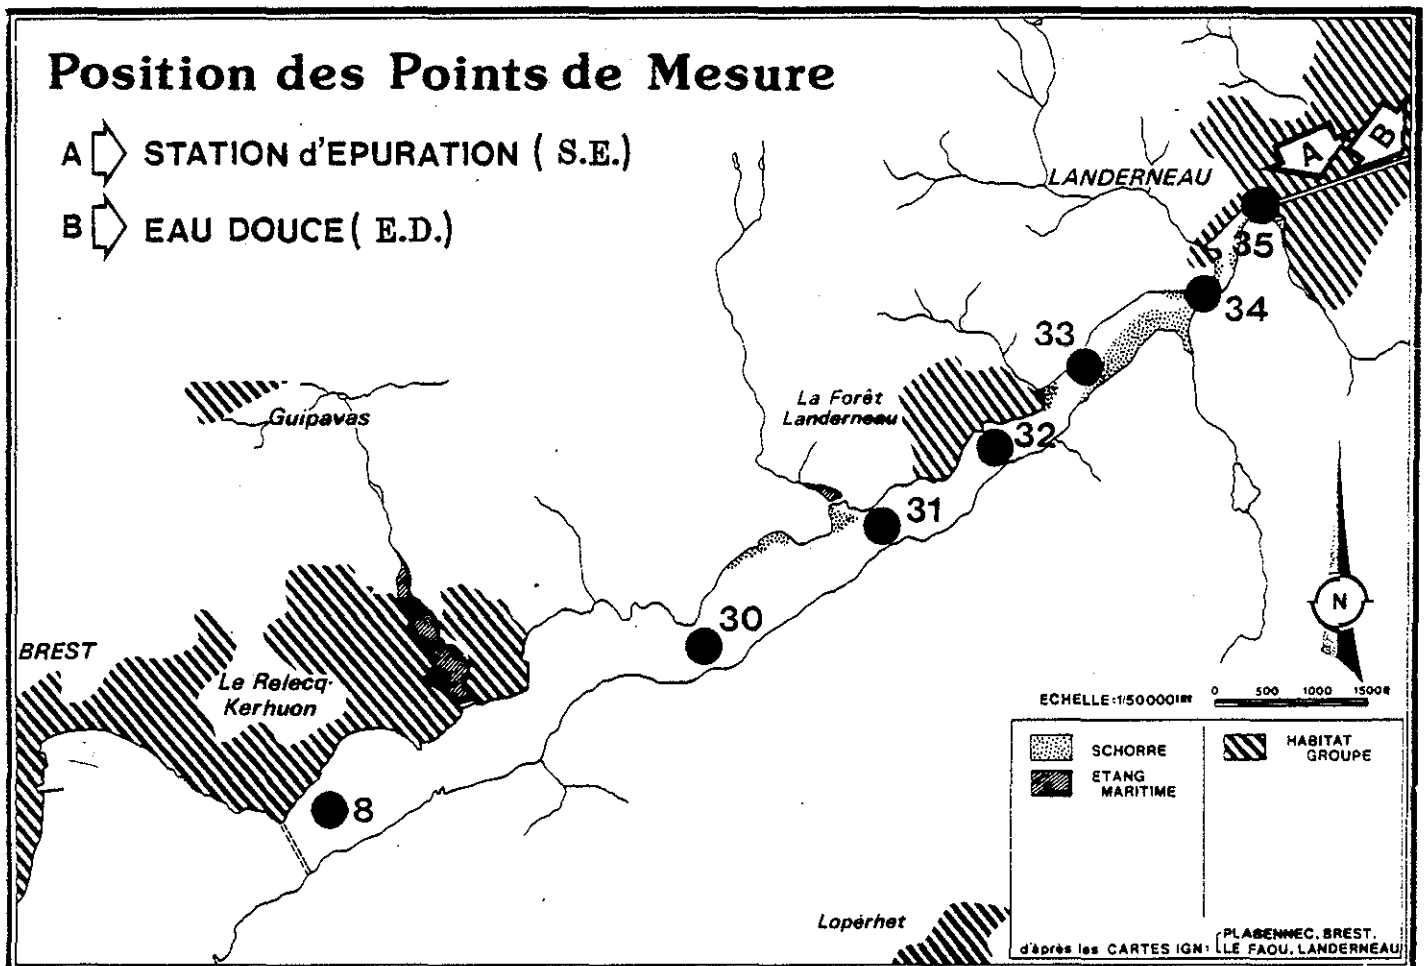 Position des Points de Mesure
A STATION d'EPURATION ( S.E.)
B EAU DOUCE ( E.D.)
A
B
LANDERNEAU
35
34
33
La Forêt
Landerneau
32
Guipavas
31
30
N
BREST
Le Relecq-
Kerhuon
8
ECHELLE:1/50000
0 500 1000 1500
SCHORRE
ETANG
MARITIME
HABITAT
GROUPE
Lopérhet
d'après les CARTES IGN: PLABENNEC, BREST,
LE FAOU, LANDERNEAU